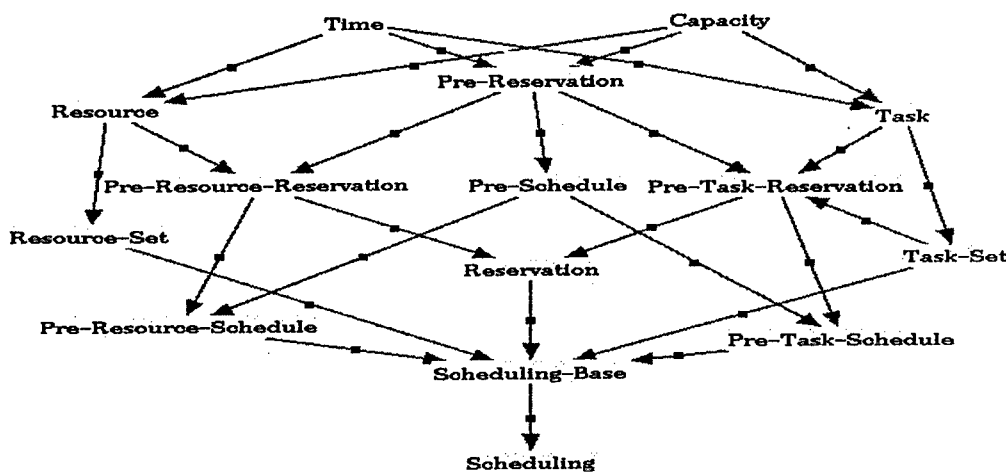 Time
Capacity
Pre-Reservation
Resource
Task
Pre-Resource-Reservation
Pre-Schedule
Pre-Task-Reservation
Resource-Set
Reservation
Task-Set
Pre-Resource-Schedule
Pre-Task-Schedule
Scheduling-Base
Scheduling